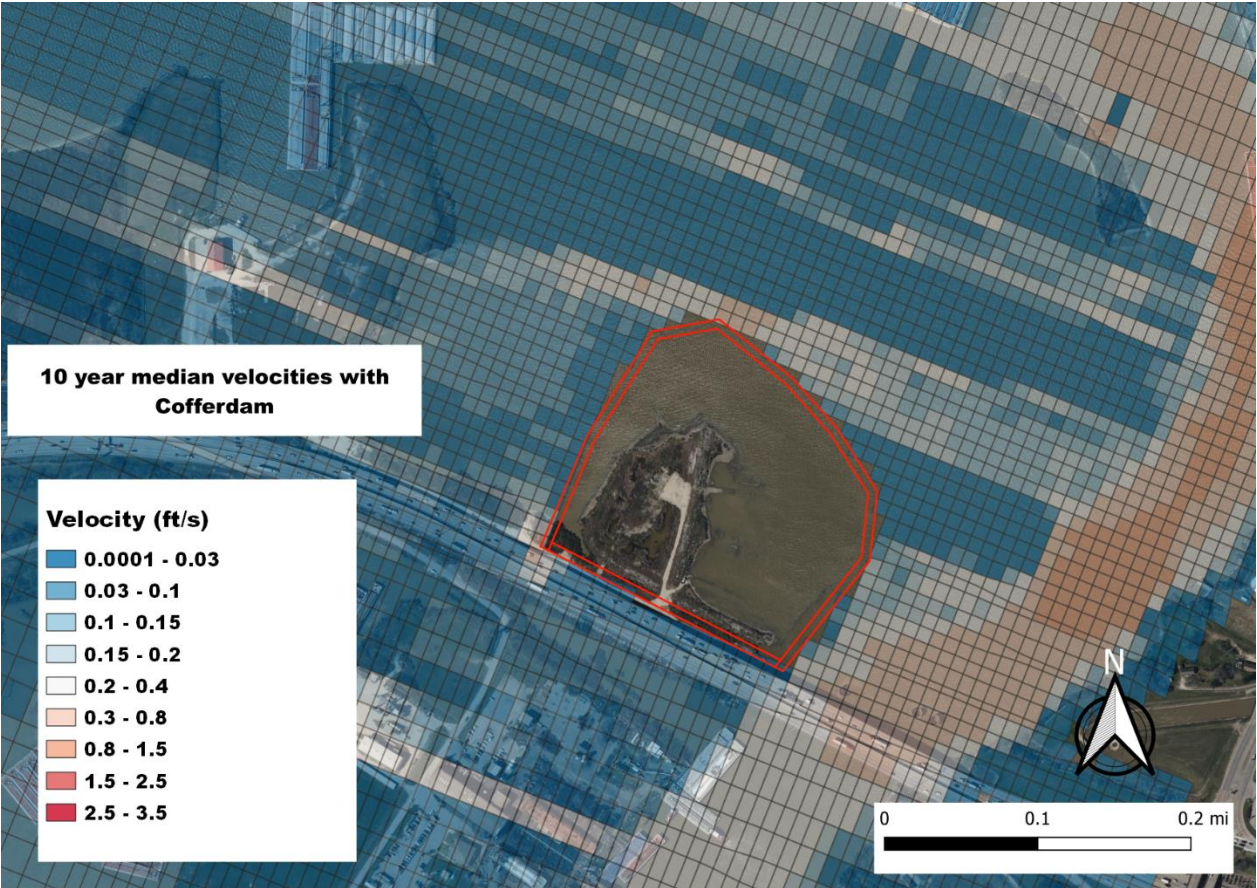 10 year median velocities with
Cofferdam
Velocity (ft/s)
0.0001 - 0.03
0.03 - 0.1
0.1 - 0.15
0.15 - 0.2
0.2 - 0.4
0.3 - 0.8
0.8 - 1.5
1.5 - 2.5
2.5 - 3.5
N
0 0.1 0.2 mi